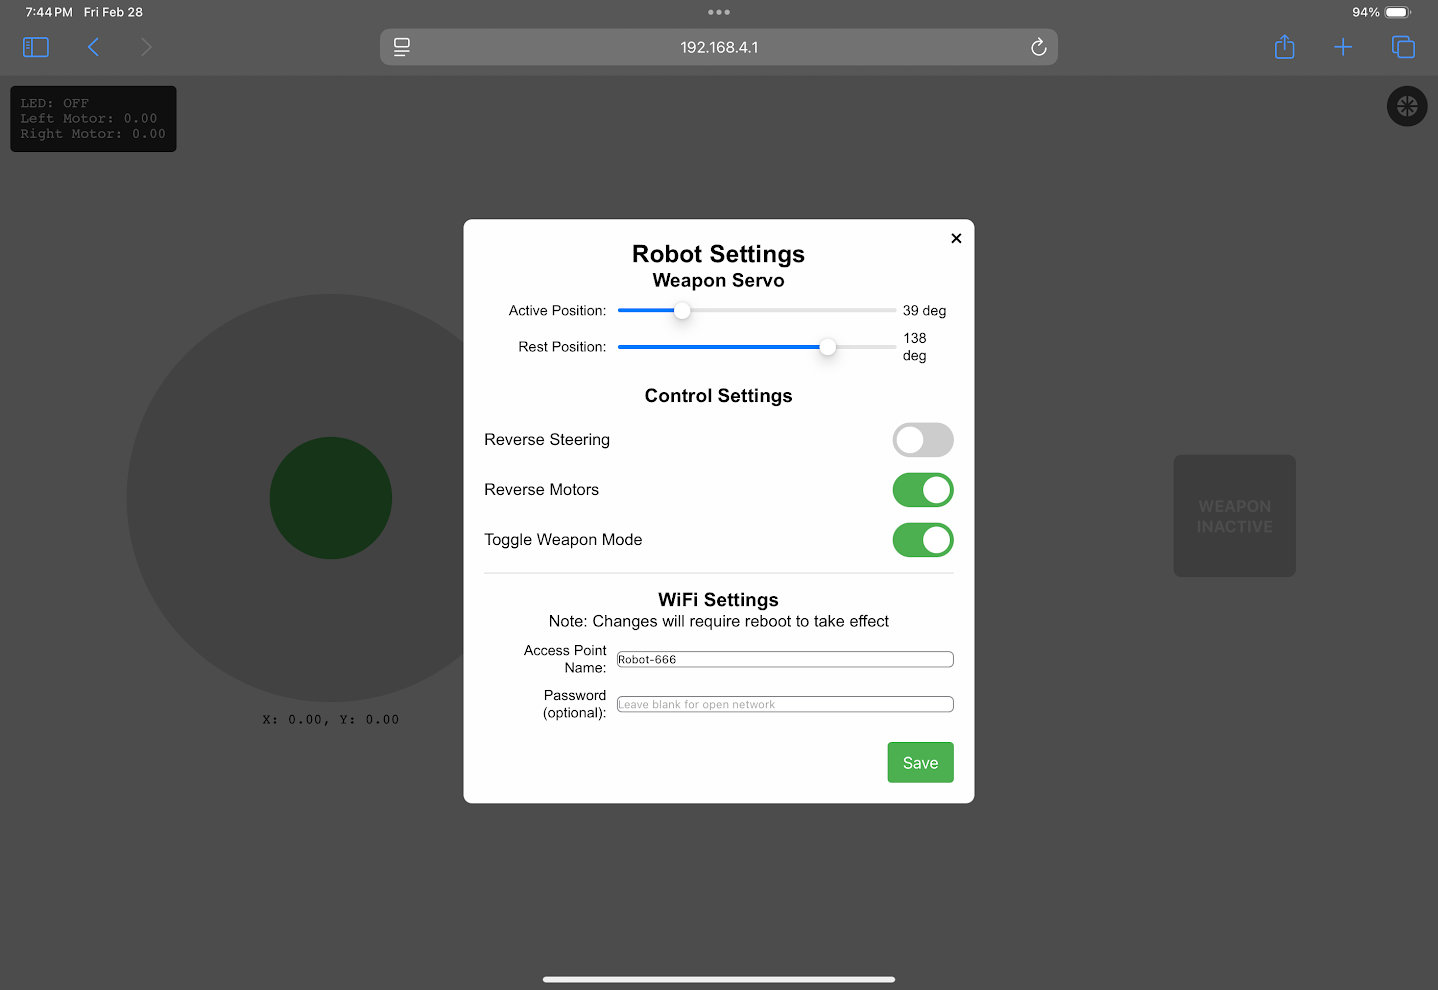 7:44 PM Fri Feb 28
94%
192.168.4.1
LED: OFF
Left Motor: 0.00
Right Motor: 0.00
Robot Settings
Weapon Servo
Active Position: 39 deg
Rest Position: 138
deg
Control Settings
Reverse Steering
Reverse Motors
Toggle Weapon Mode
WEAPON
INACTIVE
WiFi Settings
Note: Changes will require reboot to take effect
Access Point
Name: Robot-666
Password
(optional): Leave blank for open network
X: 0.00, Y: 0.00
Save